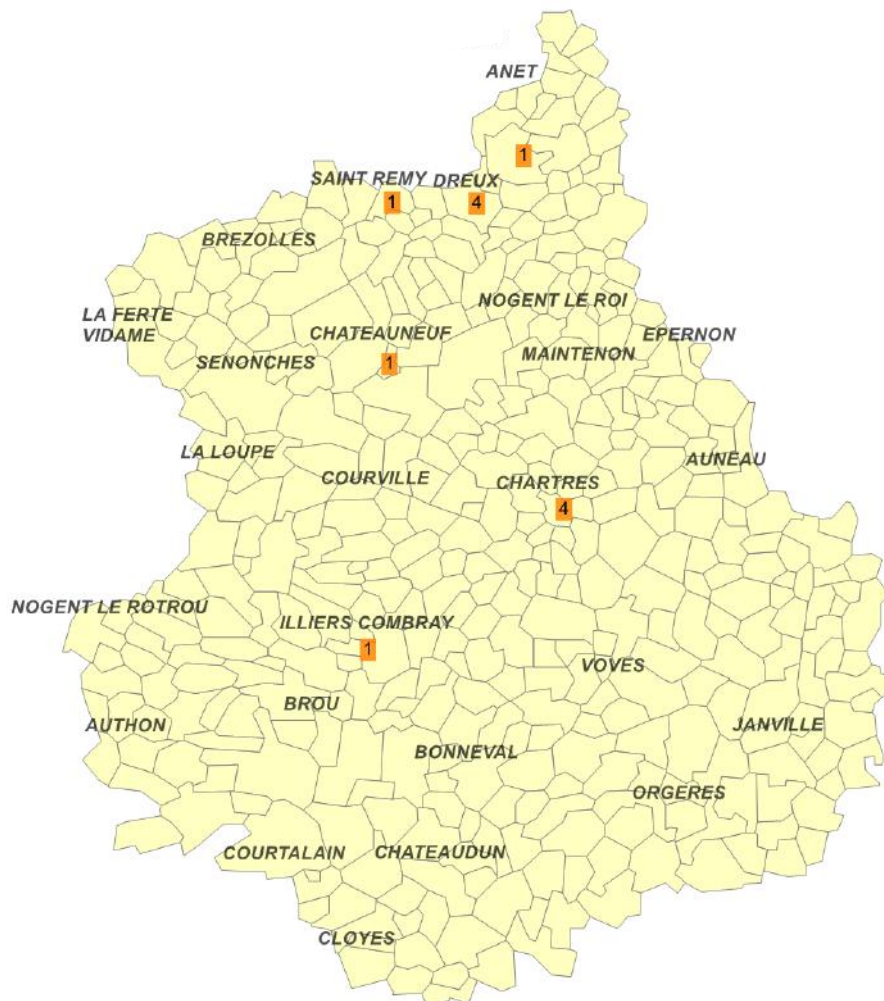 ANET
1
SAINT REMY DREUX
1
4
BREZOLLES
NOGENT LE ROI
LA FERTE
VIDAME
CHATEAUNEUF
EPERNON
SENONCHES
MAINTENON
1
LA LOUPE
AUNEAU
COURVILLE
CHARTRES
4
NOGENT LE ROTROU
ILLIERS COMBRAY
1
VOVES
BROU
AUTHON
JANVILLE
BONNEVAL
ORGERES
COURTALAIN
CHATEAUDUN
CLOYES